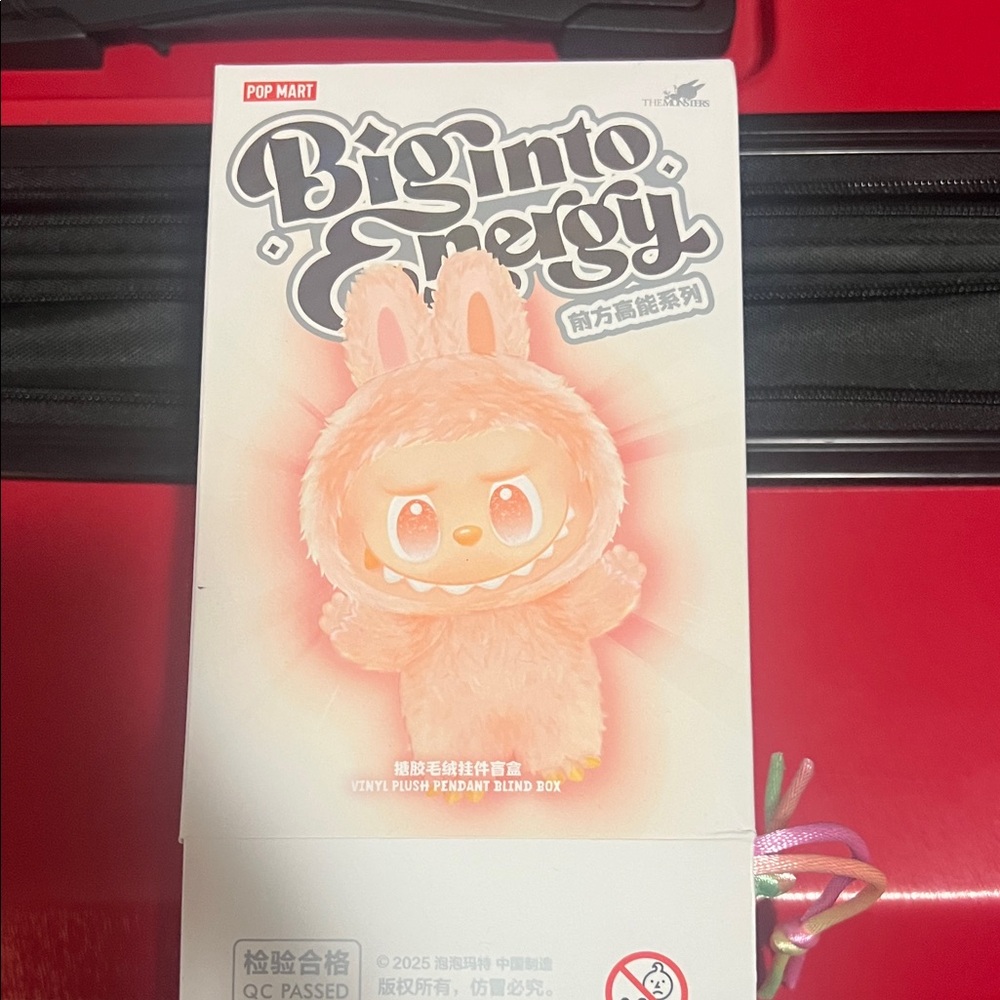 POP MART
THE MONSTERS
Big into
Energy
前方高能系列
搪胶毛绒挂件盲盒
VINYL PLUSH PENDANT BLIND BOX
检验合格
QC PASSED
© 2025 泡泡玛特 中国制造
版权所有，仿冒必究。